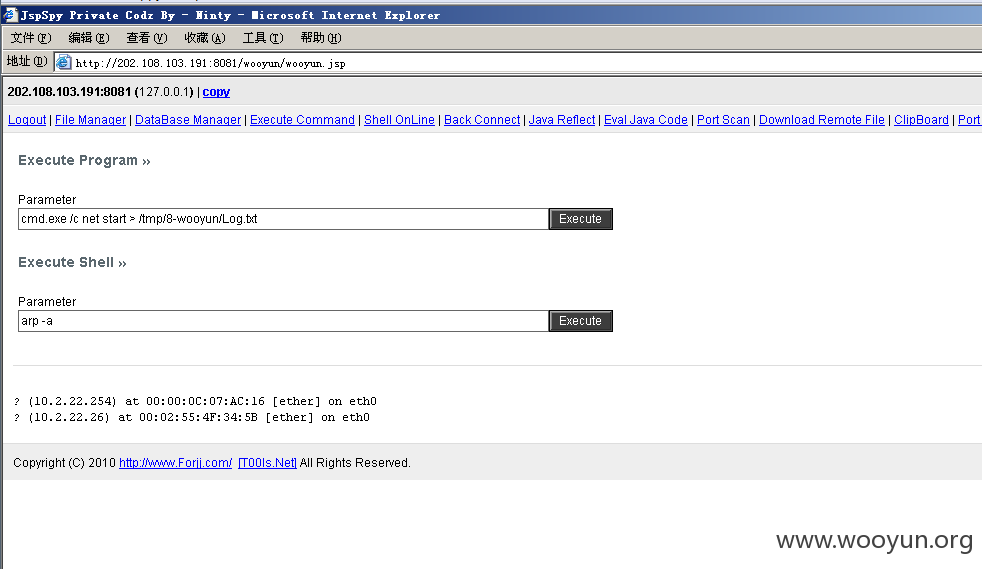 JspSpy Private Codz By - Ninty - Microsoft Internet Explorer
文件(F) 编辑(E) 查看(V) 收藏(A) 工具(T) 帮助(H)
地址(D) http://202.108.103.191:8081/wooyun/wooyun.jsp
202.108.103.191:8081 (127.0.0.1) | copy
Logout | File Manager | DataBase Manager | Execute Command | Shell OnLine | Back Connect | Java Reflect | Eval Java Code | Port Scan | Download Remote File | ClipBoard | Port
Execute Program »
Parameter
cmd.exe /c net start > /tmp/8-wooyun/Log.txt Execute
Execute Shell »
Parameter
arp -a Execute
? (10.2.22.254) at 00:00:0C:07:AC:16 [ether] on eth0
? (10.2.22.26) at 00:02:55:4F:34:5B [ether] on eth0
Copyright (C) 2010 http://www.Forjj.com/ [T00ls.Net] All Rights Reserved.
www.wooyun.org